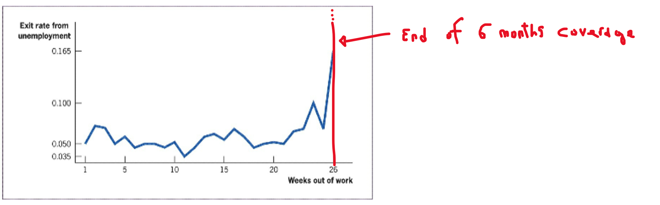 Exit rate from
unemployment
End of 6 months coverage
0.165
0.100
0.050
0.035
1 5 10 15 20 26
Weeks out of work